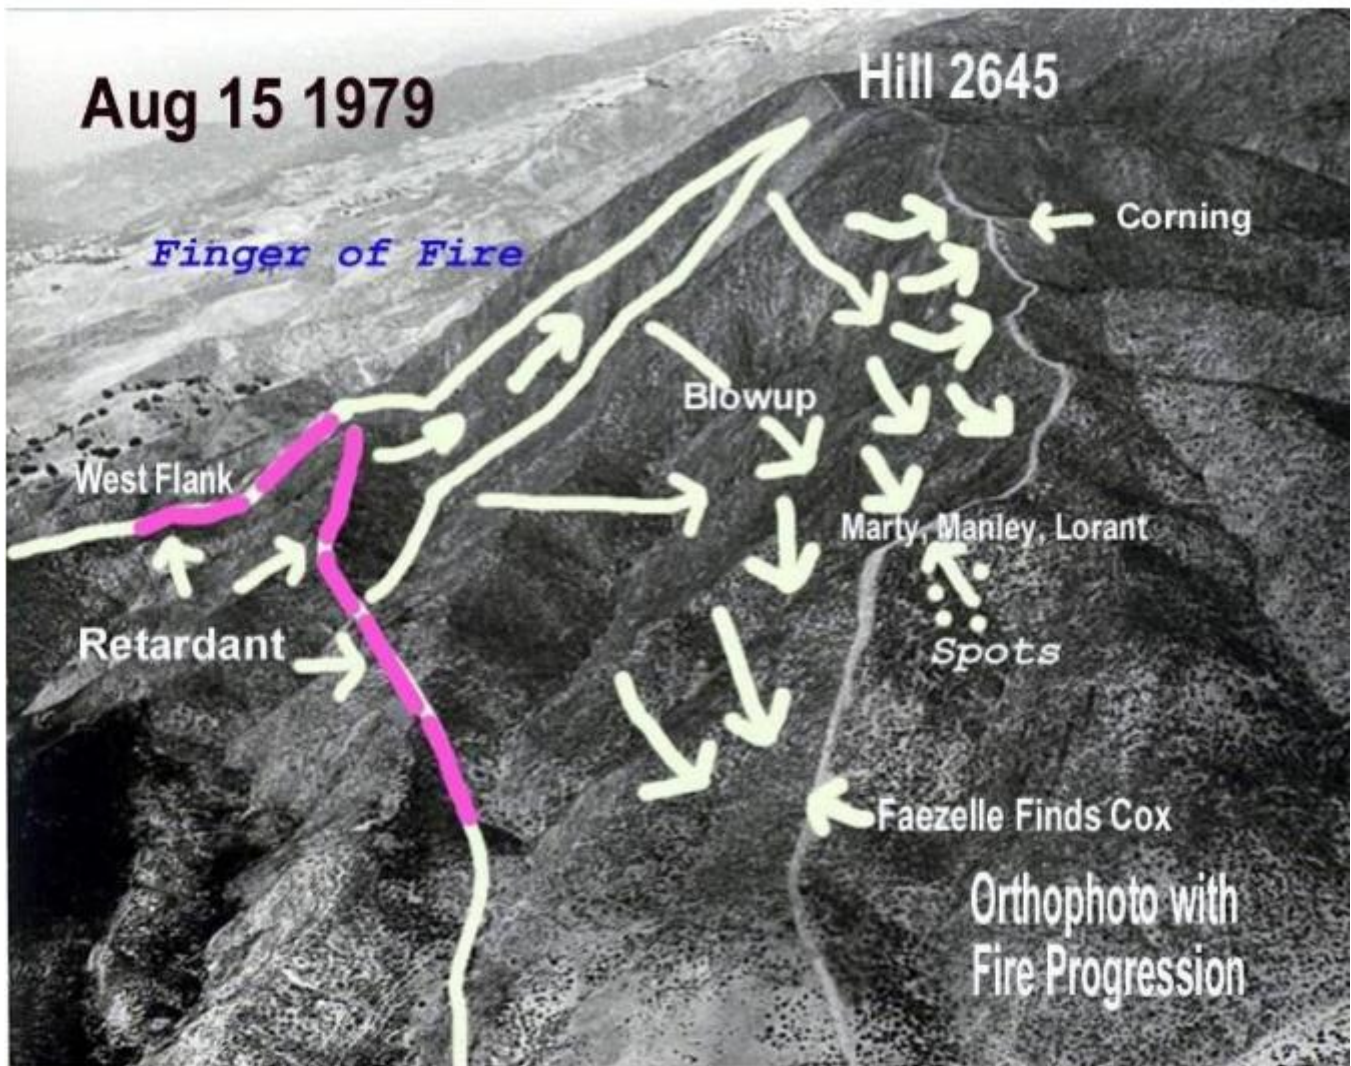 Aug 15 1979
Hill 2645
Corning
Finger of Fire
Blowup
West Flank
Marty, Manley, Lorant
Retardant
Spots
Faezelle Finds Cox
Orthophoto with
Fire Progression